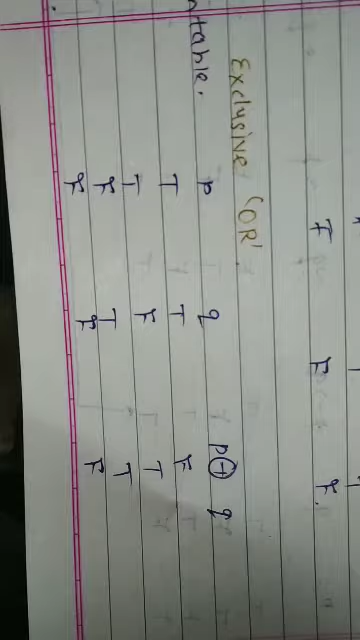 F F F.
Exclusive 'OR'
table.
p q p⊕q
T T F
T F T
F T T
F F F